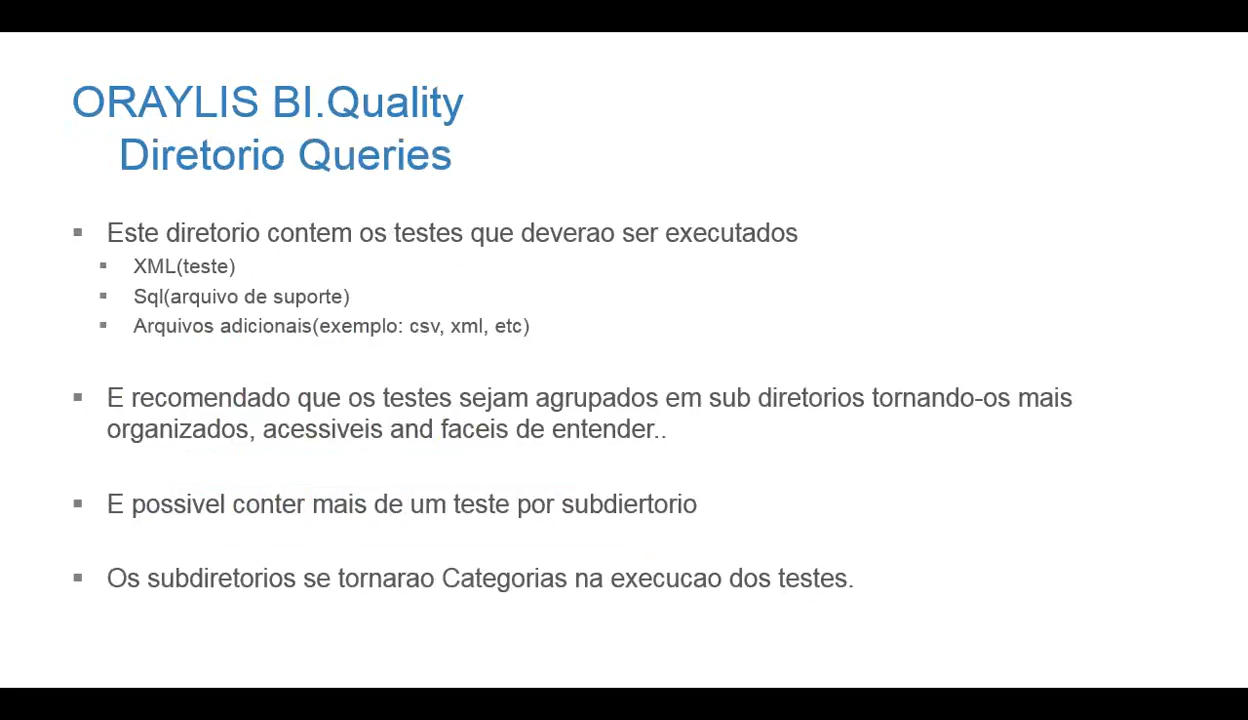 ORAYLIS BI.Quality
Diretorio Queries
Este diretorio contem os testes que deverao ser executados
XML(teste)
Sql(arquivo de suporte)
Arquivos adicionais(exemplo: csv, xml, etc)
E recomendado que os testes sejam agrupados em sub diretorios tornando-os mais
organizados, acessiveis and faceis de entender..
E possivel conter mais de um teste por subdiertorio
Os subdiretorios se tornarao Categorias na execucao dos testes.